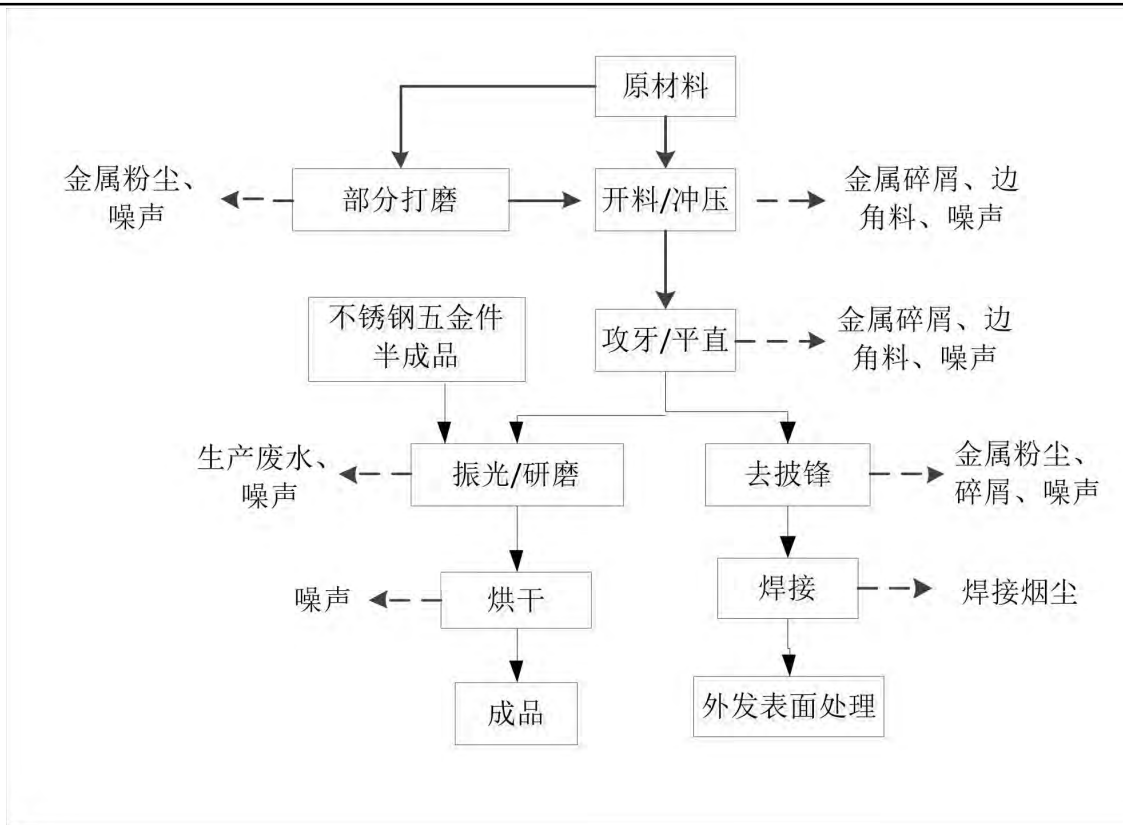 原材料
金属粉尘、
噪声
部分打磨
开料/冲压
金属碎屑、边
角料、噪声
不锈钢五金件
半成品
攻牙/平直
金属碎屑、边
角料、噪声
生产废水、
噪声
振光/研磨
去披锋
金属粉尘、
碎屑、噪声
噪声
烘干
焊接
焊接烟尘
成品
外发表面处理